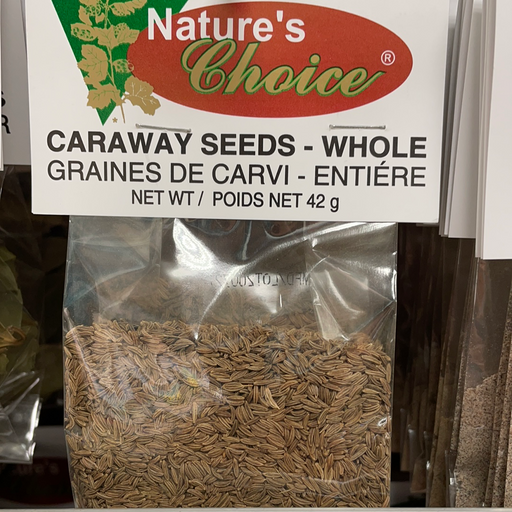 Nature's
Choice®
CARAWAY SEEDS - WHOLE
GRAINES DE CARVI - ENTIÉRE
NET WT / POIDS NET 42 g